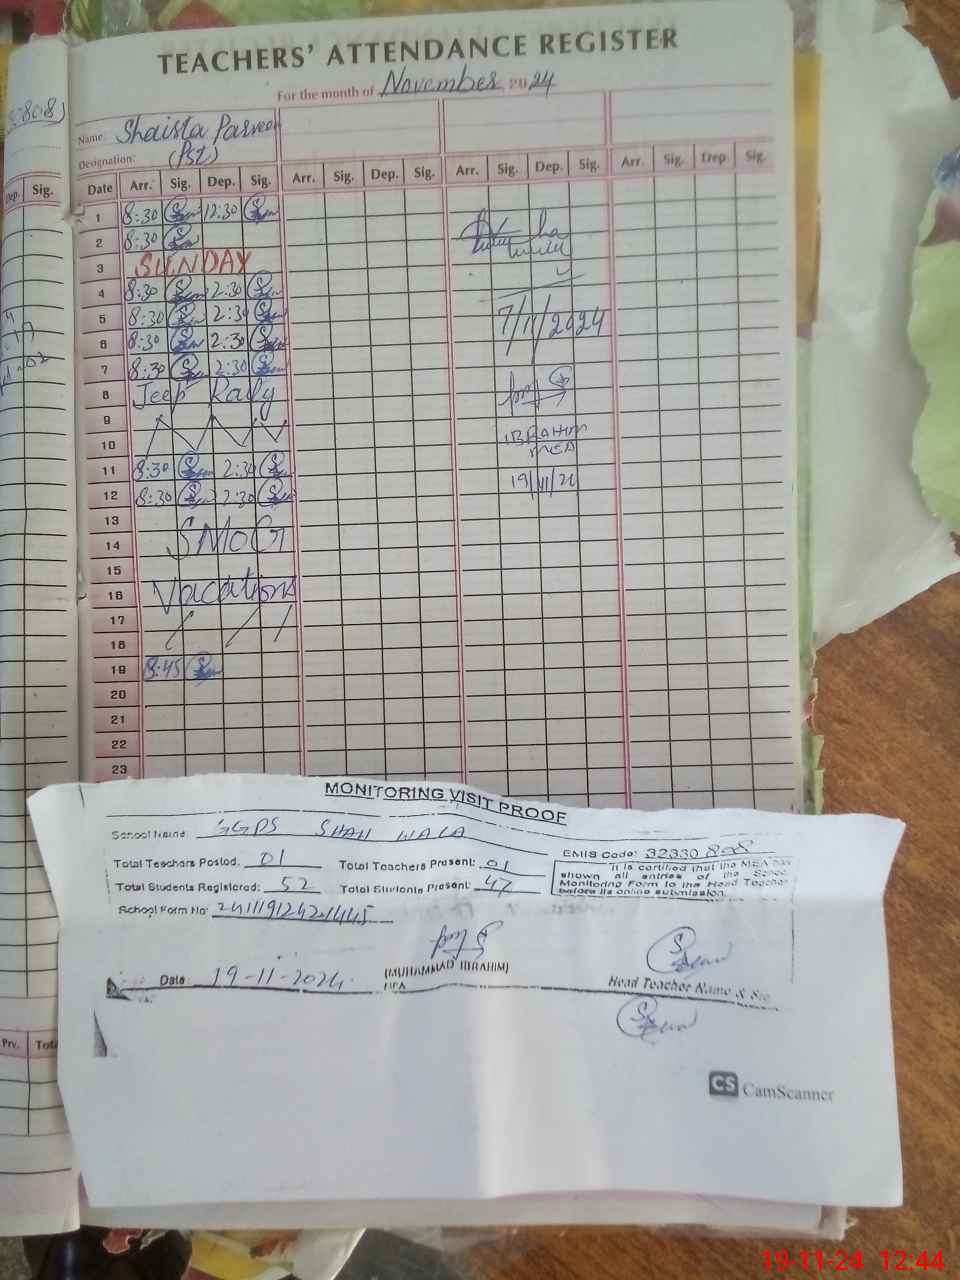 TEACHERS' ATTENDANCE REGISTER
For the month of November 2024
Name: Shaista Parveen
Designation: (Pst)
Date Arr. Sig. Dep. Sig. Arr. Sig. Dep. Sig. Arr. Sig. Dep. Sig. Arr. Sig. Dep. Sig.
1 8:30 12:30
2 8:30
3 SUNDAY
4 8:30 2:30
5 8:30 2:30
6 8:30 2:30
7 8:30 2:30
8 Jeep Rally
9
10
11 8:30 2:30
12 8:30 2:30
13
14 SMOG
15
16 Vacations
17
18
19 8:45
20
21
22
23
7/11/2024
IBRAHIM
MEA
19/11/24
Dep. Sig.
Prv. Tota
MONITORING VISIT PROOF
School Name: GGPS SHAH WALA
EMIS Code: 32330808
Total Teachers Posted: 01 Total Teachers Present: 01
Total Students Registered: 52 Total Students Present: 47
It is certified that the MEA has
shown all entries of the School
Monitoring Form to the Head Teacher
before its online submission.
School Form No:
Date: 19-11-2024
(MUHAMMAD IBRAHIM)
MEA
Head Teacher Name & Sig
CS CamScanner
19-11-24 12:44